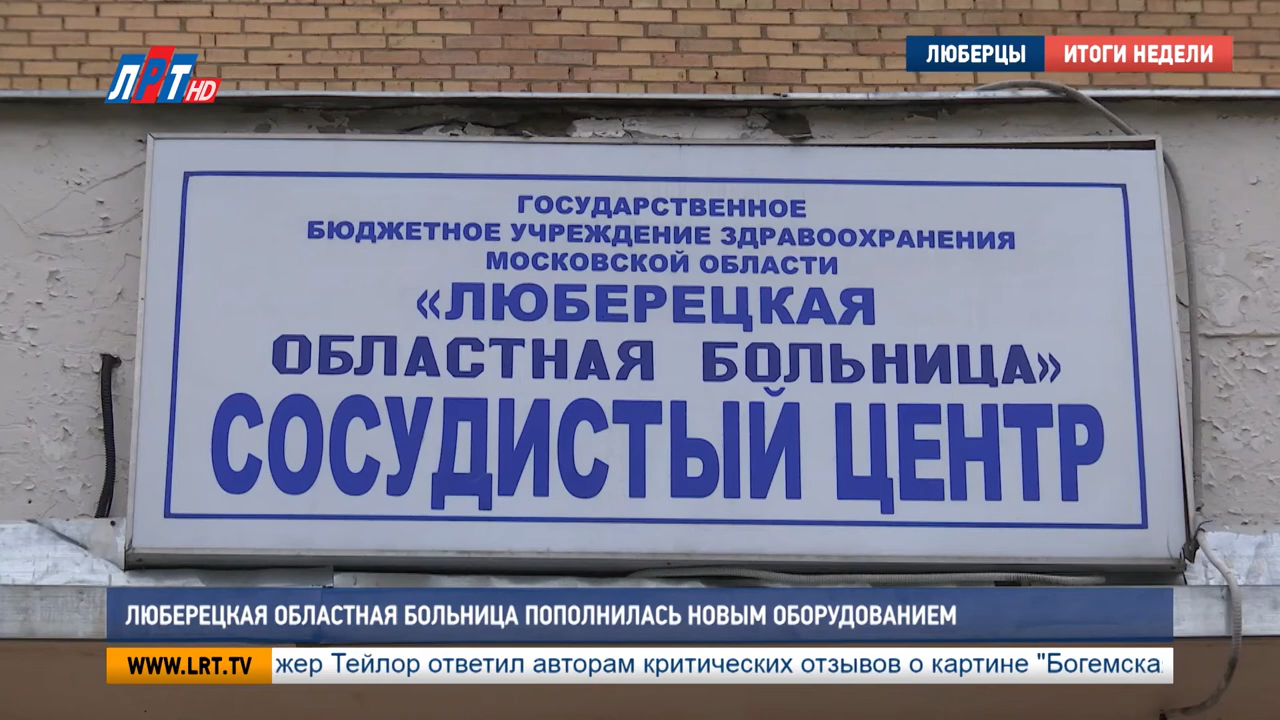 ЛРТ HD
ЛЮБЕРЦЫ ИТОГИ НЕДЕЛИ
ГОСУДАРСТВЕННОЕ
БЮДЖЕТНОЕ УЧРЕЖДЕНИЕ ЗДРАВООХРАНЕНИЯ
МОСКОВСКОЙ ОБЛАСТИ
«ЛЮБЕРЕЦКАЯ
ОБЛАСТНАЯ БОЛЬНИЦА»
СОСУДИСТЫЙ ЦЕНТР
ЛЮБЕРЕЦКАЯ ОБЛАСТНАЯ БОЛЬНИЦА ПОПОЛНИЛАСЬ НОВЫМ ОБОРУДОВАНИЕМ
WWW.LRT.TV жер Тейлор ответил авторам критических отзывов о картине "Богемска